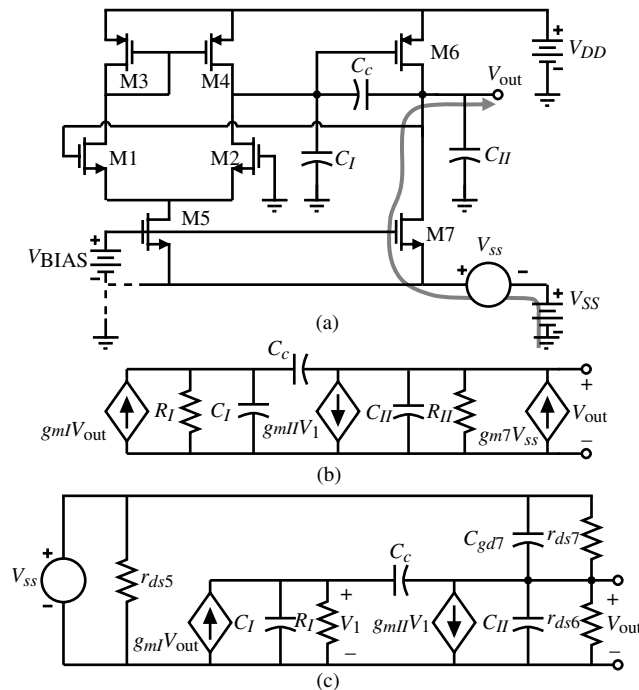 M3
M4
M6
C_c
V_DD
V_out
M1
M2
C_I
C_II
M5
M7
V_BIAS
V_ss
V_SS
(a)
C_c
g_mI V_out
R_I
C_I
g_mII V_1
C_II
R_II
g_m7 V_ss
+
V_out
–
(b)
V_ss
r_ds5
g_mI V_out
C_I
R_I
+
V_1
–
C_c
g_mII V_1
C_gd7
r_ds7
C_II
r_ds6
+
V_out
–
(c)